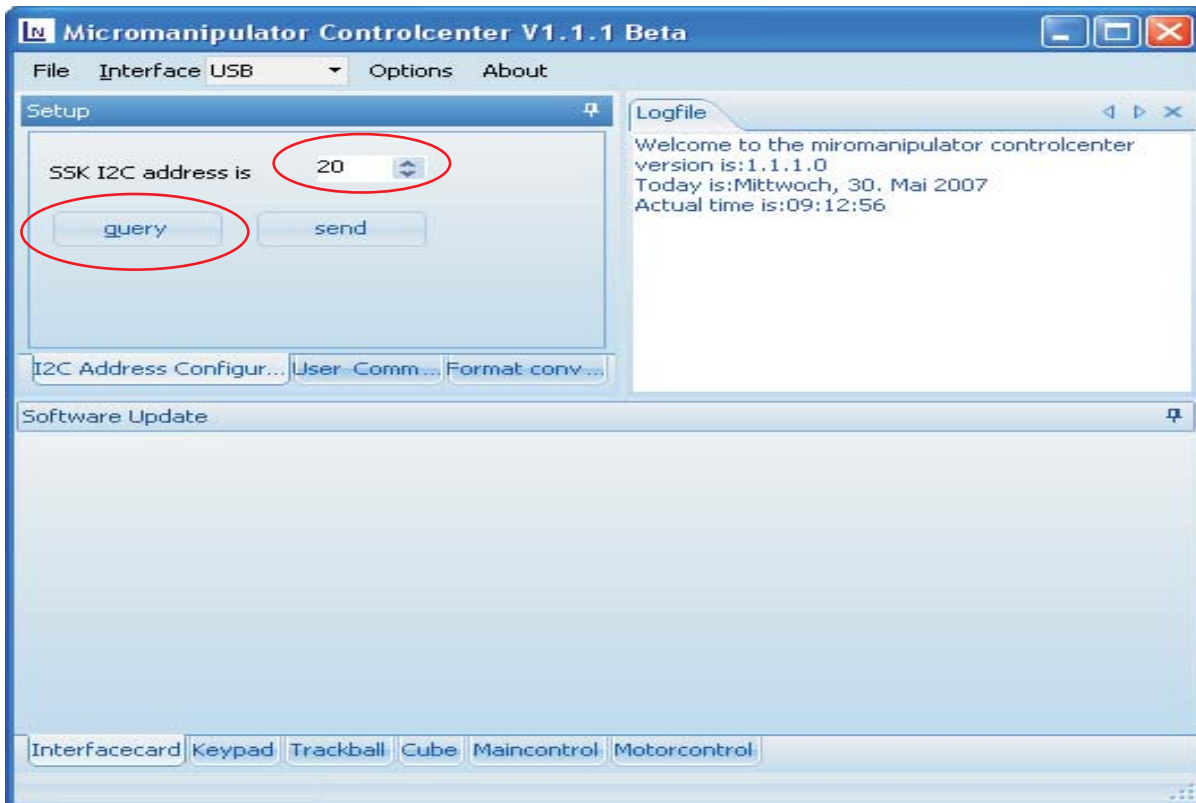 LN Micromanipulator Controlcenter V1.1.1 Beta
File Interface USB Options About
Setup
SSK I2C address is 20
query send
I2C Address Configur... User Comm... Format conv...
Logfile
Welcome to the miromanipulator controlcenter
version is:1.1.1.0
Today is:Mittwoch, 30. Mai 2007
Actual time is:09:12:56
Software Update
Interfacecard Keypad Trackball Cube Maincontrol Motorcontrol